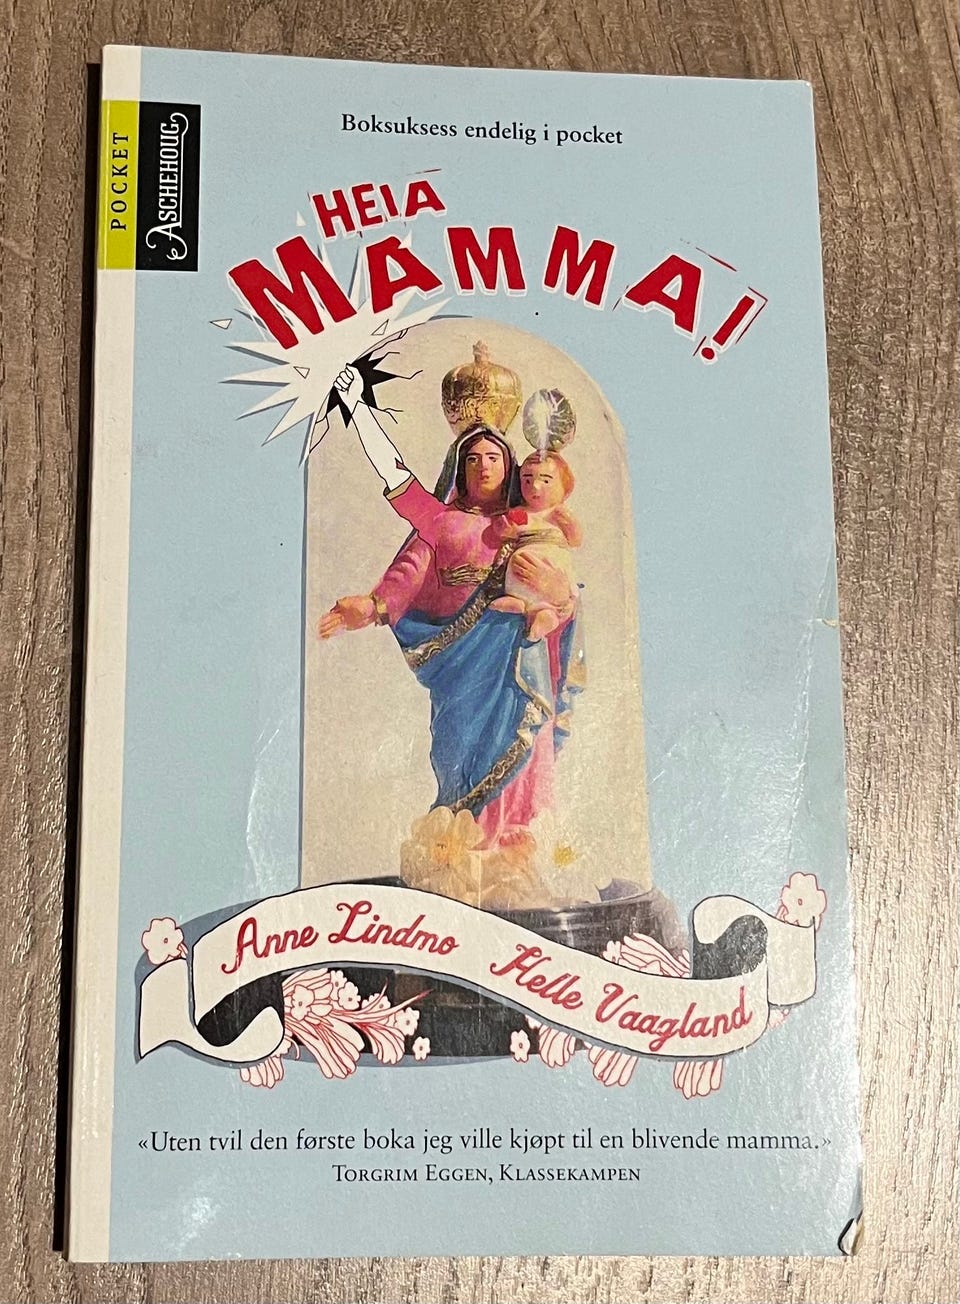 POCKET
ASCHEHOUG
Boksuksess endelig i pocket
HEIA
MAMMA!
Anne Lindmo Helle Vaagland
«Uten tvil den første boka jeg ville kjøpt til en blivende mamma.»
TORGRIM EGGEN, KLASSEKAMPEN